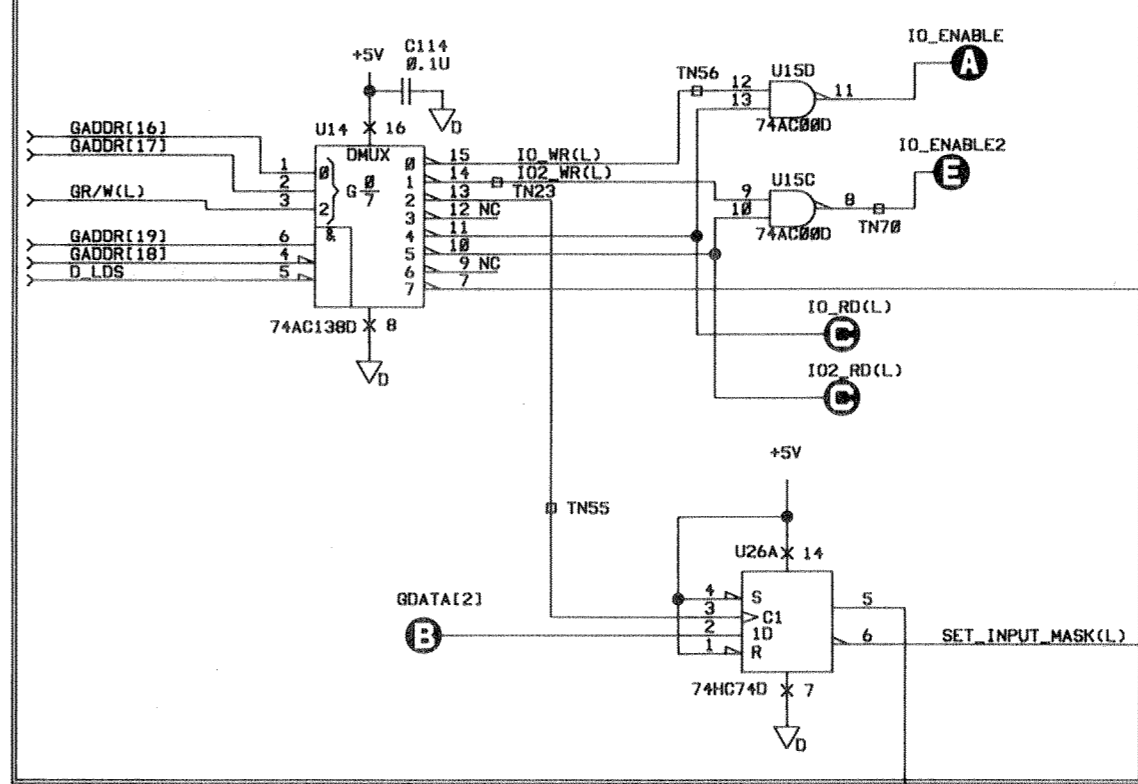 IO_ENABLE
A
+5V
C114
0.1U
TN56
U15D
12
11
13
74AC00D
D
GADDR[16]
GADDR[17]
U14
16
DMUX
15
IO_WR(L)
IO_ENABLE2
E
1
0
0
14
IO2_WR(L)
2
G 0/7
1
13
TN23
U15C
GR/W(L)
3
2
2
12 NC
9
8
3
10
74AC00D
TN70
GADDR[19]
6
&
4
11
GADDR[18]
4
5
10
D_LDS
5
6
9 NC
7
7
IO_RD(L)
C
74AC138D
8
D
IO2_RD(L)
C
+5V
TN55
U26A
14
GDATA[2]
B
4
S
5
3
C1
2
1D
6
SET_INPUT_MASK(L)
1
R
74HC74D
7
D